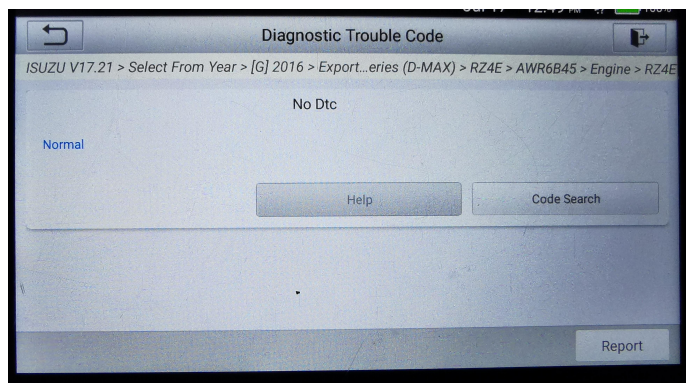 Diagnostic Trouble Code
ISUZU V17.21 > Select From Year > [G] 2016 > Export...eries (D-MAX) > RZ4E > AWR6B45 > Engine > RZ4E
No Dtc
Normal
Help
Code Search
Report